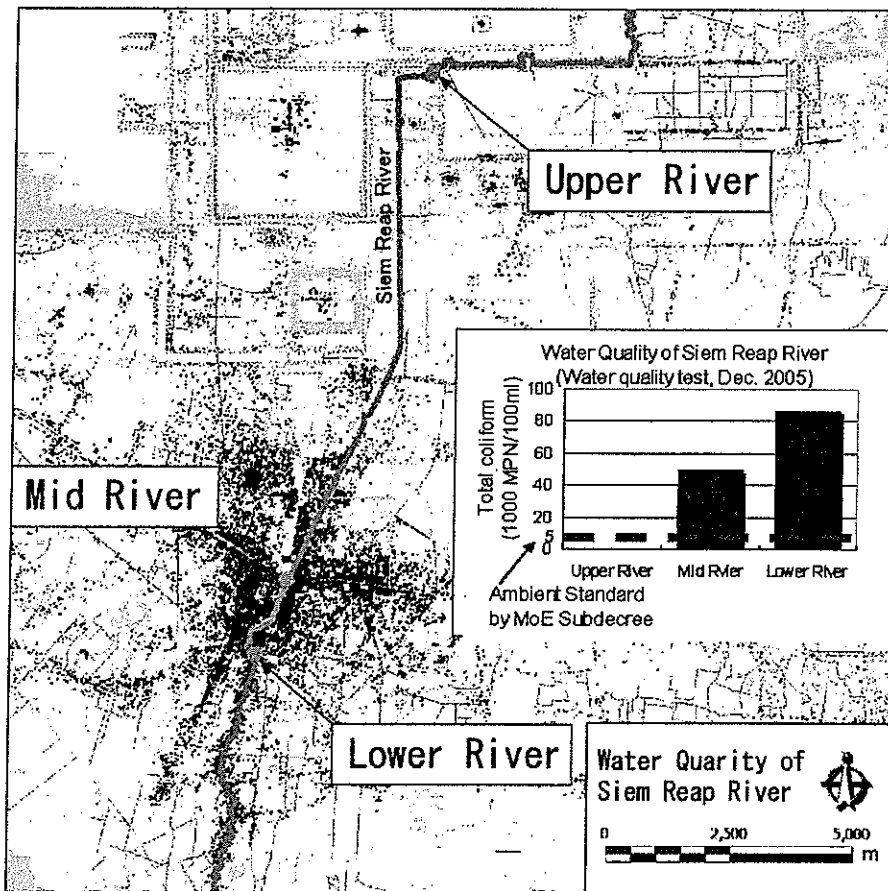 Upper River
Siem Reap River
Water Quality of Siem Reap River
(Water quality test, Dec. 2005)
Total coliform
(1000 MPN/100ml)
100
80
60
40
20
5
0
Upper River
Mid Rvier
Lower River
Ambient Standard
by MoE Subdecree
Mid River
Lower River
Water Quarity of
Siem Reap River
0
2,500
5,000
m